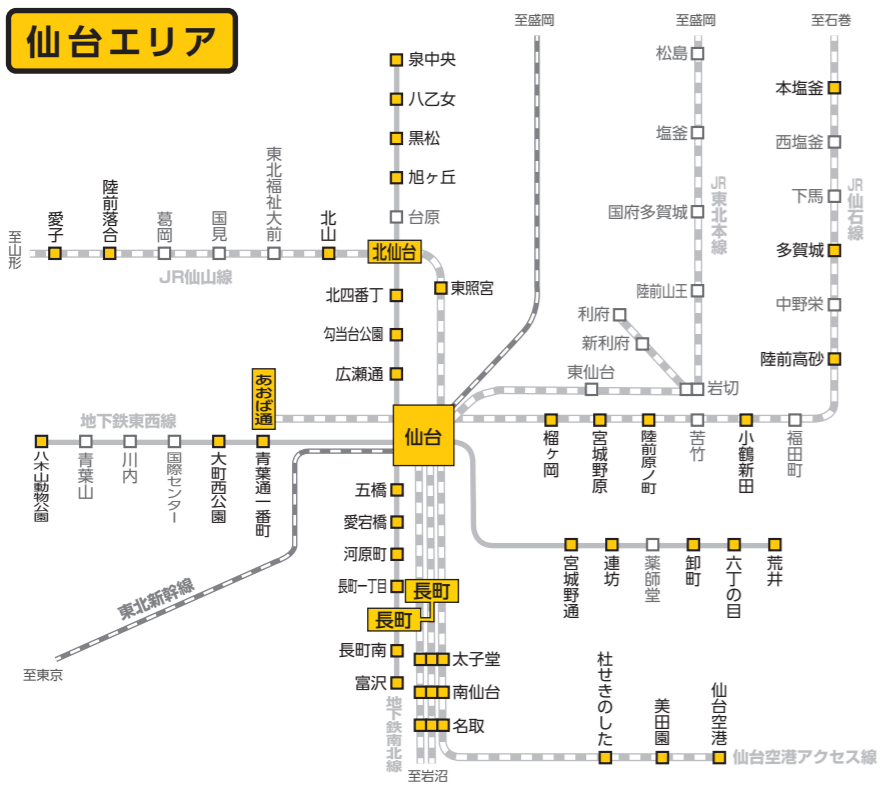 仙台エリア
至盛岡
至盛岡
至石巻
泉中央
八乙女
黒松
旭ヶ丘
台原
松島
塩釜
国府多賀城
陸前山王
JR東北本線
本塩釜
西塩釜
下馬
多賀城
中野栄
陸前高砂
JR仙石線
至山形
愛子
陸前落合
葛岡
国見
東北福祉大前
北山
北仙台
JR仙山線
東照宮
北四番丁
勾当台公園
広瀬通
利府
新利府
東仙台
岩切
あおば通
仙台
地下鉄東西線
八木山動物公園
青葉山
川内
国際センター
大町西公園
青葉通一番町
榴ヶ岡
宮城野原
陸前原ノ町
苦竹
小鶴新田
福田町
五橋
愛宕橋
河原町
長町一丁目
長町
長町
長町南
富沢
宮城野通
連坊
薬師堂
卸町
六丁の目
荒井
東北新幹線
至東京
太子堂
南仙台
名取
地下鉄南北線
至岩沼
杜せきのした
美田園
仙台空港
仙台空港アクセス線